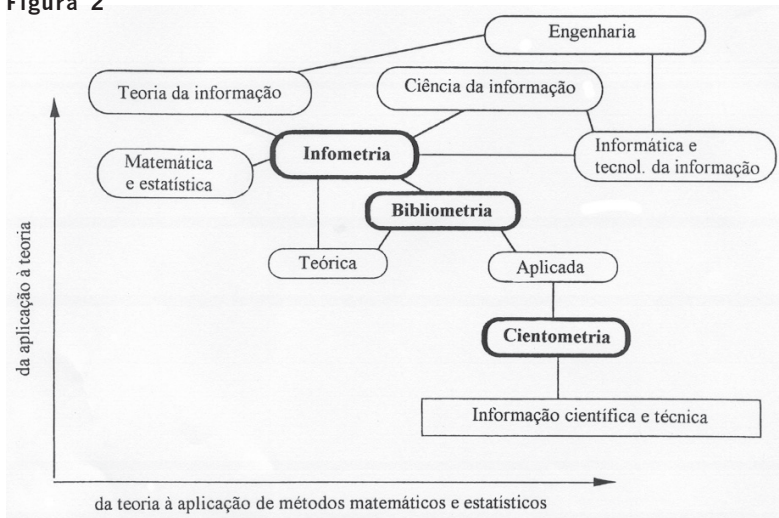 Figura 2
Engenharia
Teoria da informação
Ciência da informação
Infometria
Informática e
tecnol. da informação
Matemática
e estatística
Bibliometria
Teórica
Aplicada
Cientometria
Informação científica e técnica
da aplicação à teoria
da teoria à aplicação de métodos matemáticos e estatísticos